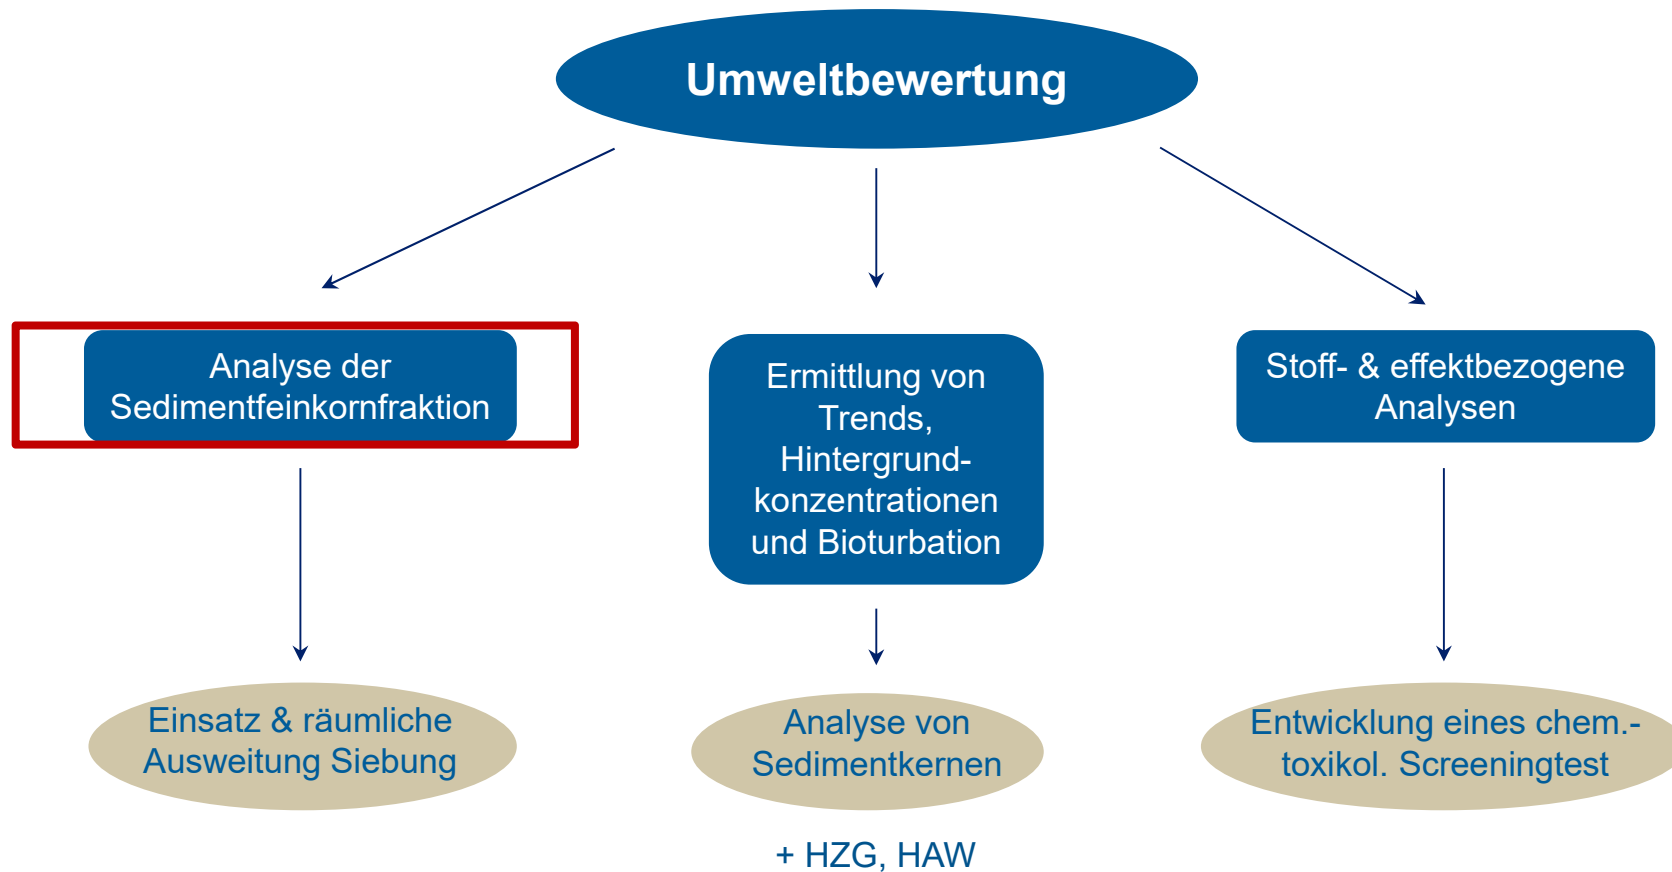 Umweltbewertung
Analyse der
Sedimentfeinkornfraktion
Ermittlung von
Trends,
Hintergrund-
konzentrationen
und Bioturbation
Stoff- & effektbezogene
Analysen
Einsatz & räumliche
Ausweitung Siebung
Analyse von
Sedimentkernen
Entwicklung eines chem.-
toxikol. Screeningtest
+ HZG, HAW